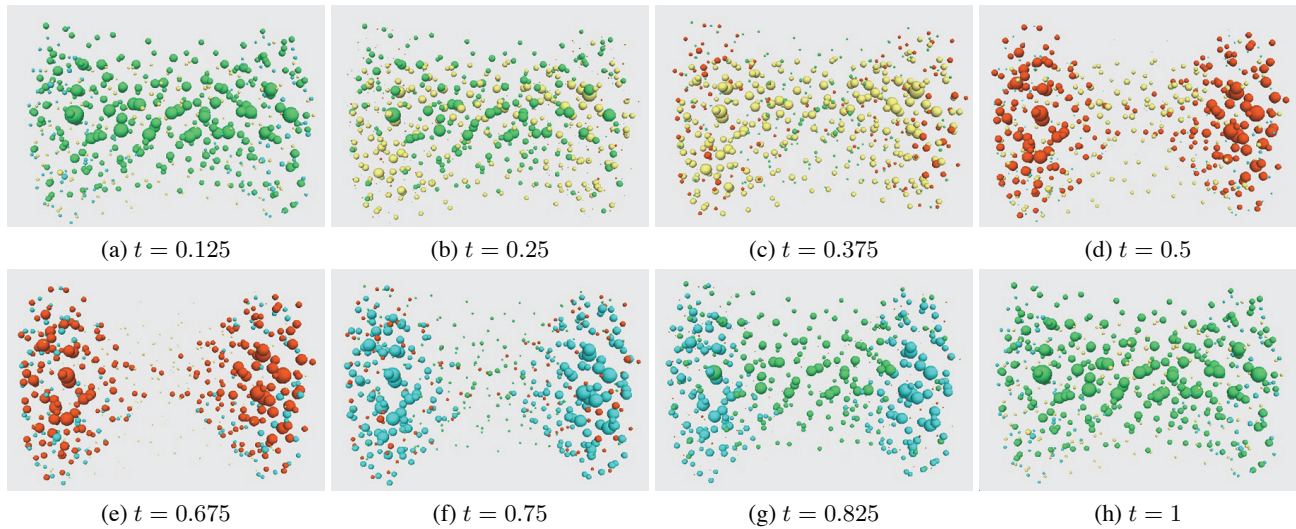 (a) t = 0.125
(b) t = 0.25
(c) t = 0.375
(d) t = 0.5
(e) t = 0.675
(f) t = 0.75
(g) t = 0.825
(h) t = 1